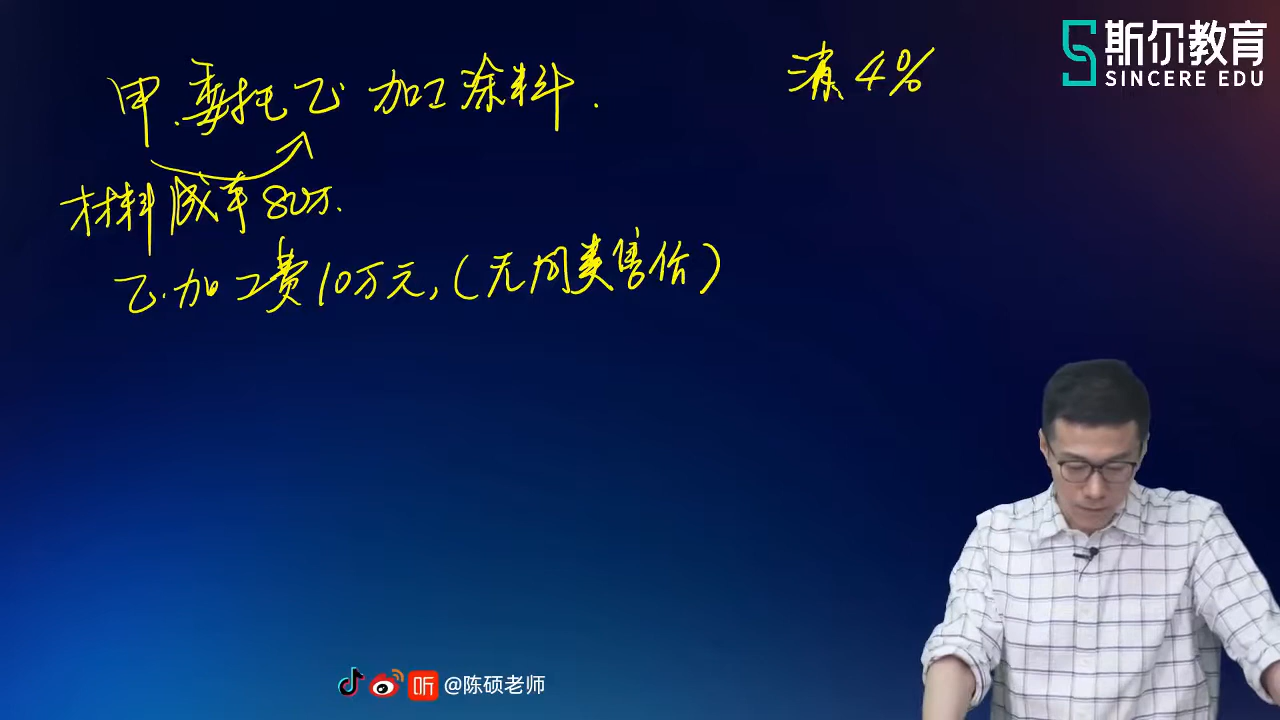 斯尔教育
SINCERE EDU
甲.委托乙加工涂料. 消4%
材料成本80万.
乙.加工费10万元,(无同类售价)
听 @陈硕老师